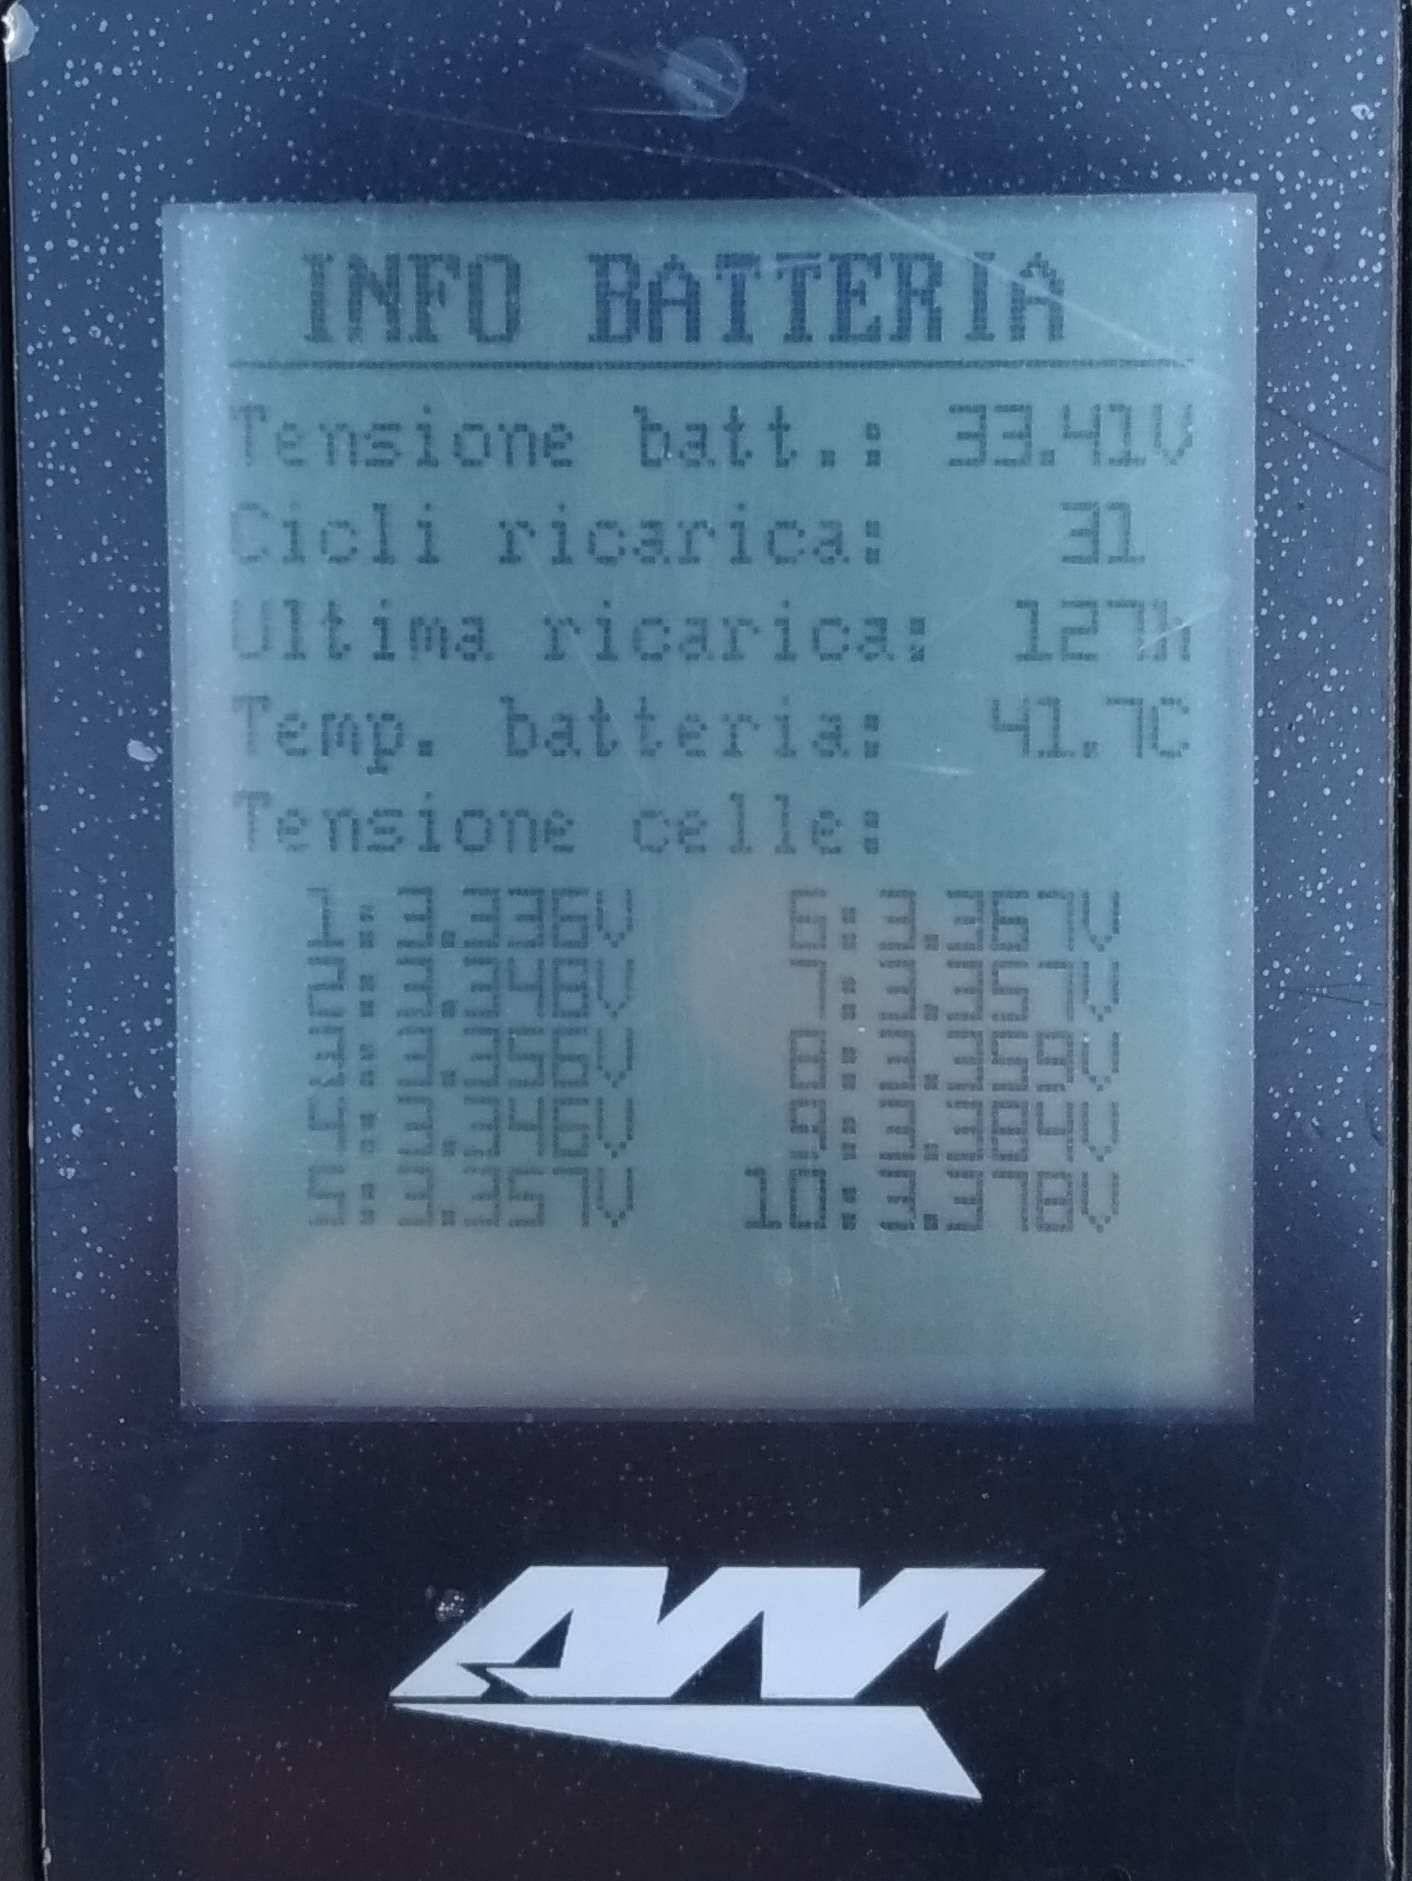 INFO BATTERIA
Tensione batt.: 33.41V
Cicli ricarica: 31
Ultima ricarica: 127h
Temp. batteria: 41.7C
Tensione celle:
1:3.336V 6:3.367V
2:3.348V 7:3.357V
3:3.356V 8:3.359V
4:3.346V 9:3.384V
5:3.357V 10:3.378V